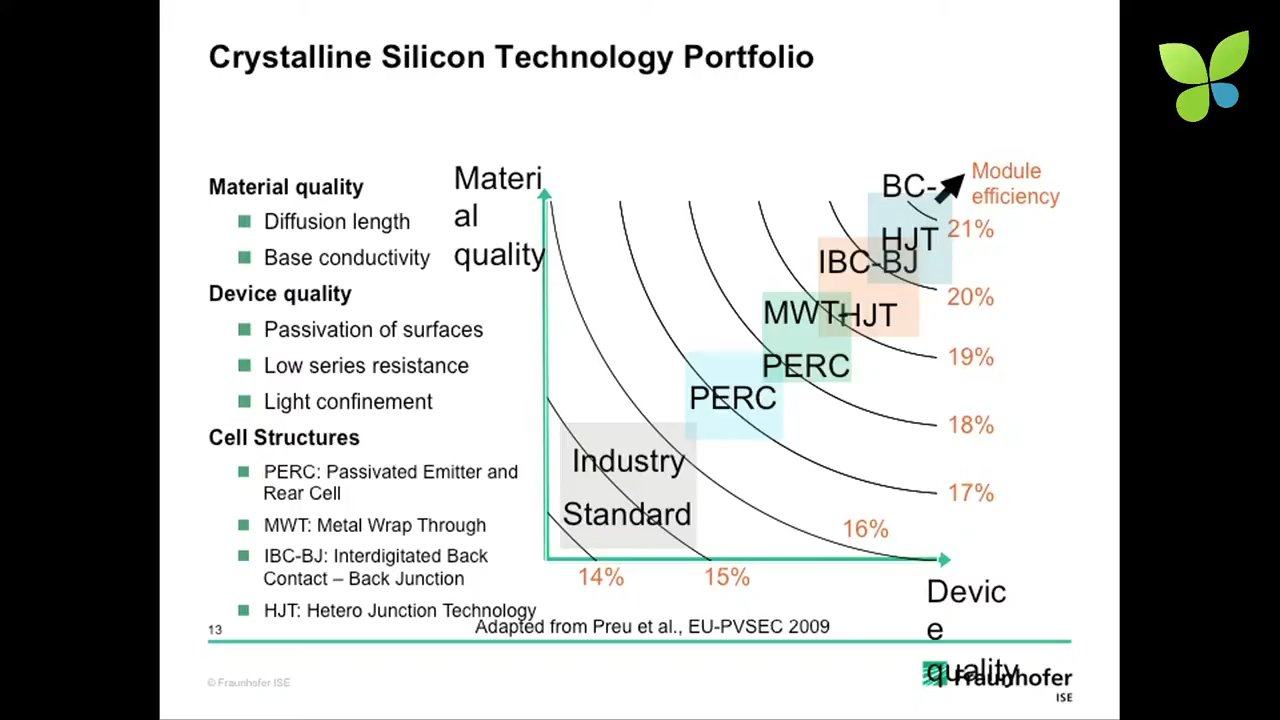 Crystalline Silicon Technology Portfolio
Material quality
Diffusion length
Base conductivity
Device quality
Passivation of surfaces
Low series resistance
Light confinement
Cell Structures
PERC: Passivated Emitter and
Rear Cell
MWT: Metal Wrap Through
IBC-BJ: Interdigitated Back
Contact – Back Junction
HJT: Hetero Junction Technology
Materi
al
quality
BC-
HJT
IBC-BJ
HJT
MWT-
PERC
PERC
Industry
Standard
Module
efficiency
21%
20%
19%
18%
17%
16%
14%
15%
Devic
e
quality
Adapted from Preu et al., EU-PVSEC 2009
13
© Fraunhofer ISE
Fraunhofer
ISE